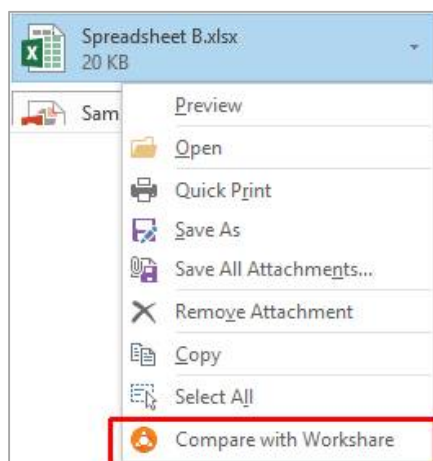 Spreadsheet B.xlsx
20 KB
Sam
Preview
Open
Quick Print
Save As
Save All Attachments...
Remove Attachment
Copy
Select All
Compare with Workshare